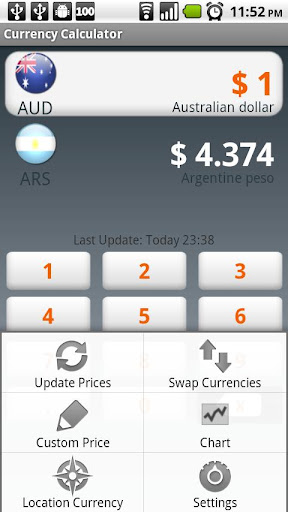 100
11:52 PM
Currency Calculator
$ 1
AUD
Australian dollar
$ 4.374
ARS
Argentine peso
Last Update: Today 23:38
1 2 3
4 5 6
Update Prices
Swap Currencies
Custom Price
Chart
Location Currency
Settings